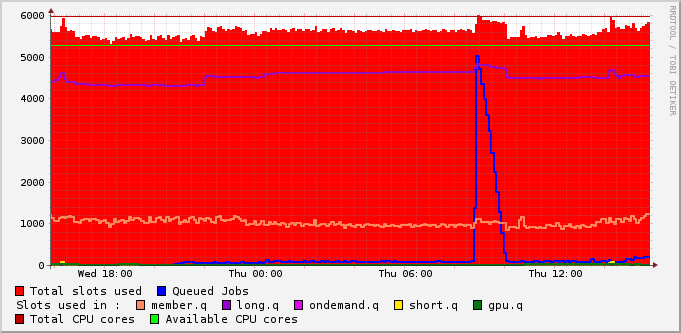 RRDTOOL / TOBI OETIKER
6000
5000
4000
3000
2000
1000
0
Wed 18:00 Thu 00:00 Thu 06:00 Thu 12:00
Total slots used Queued Jobs
Slots used in : member.q long.q ondemand.q short.q gpu.q
Total CPU cores Available CPU cores